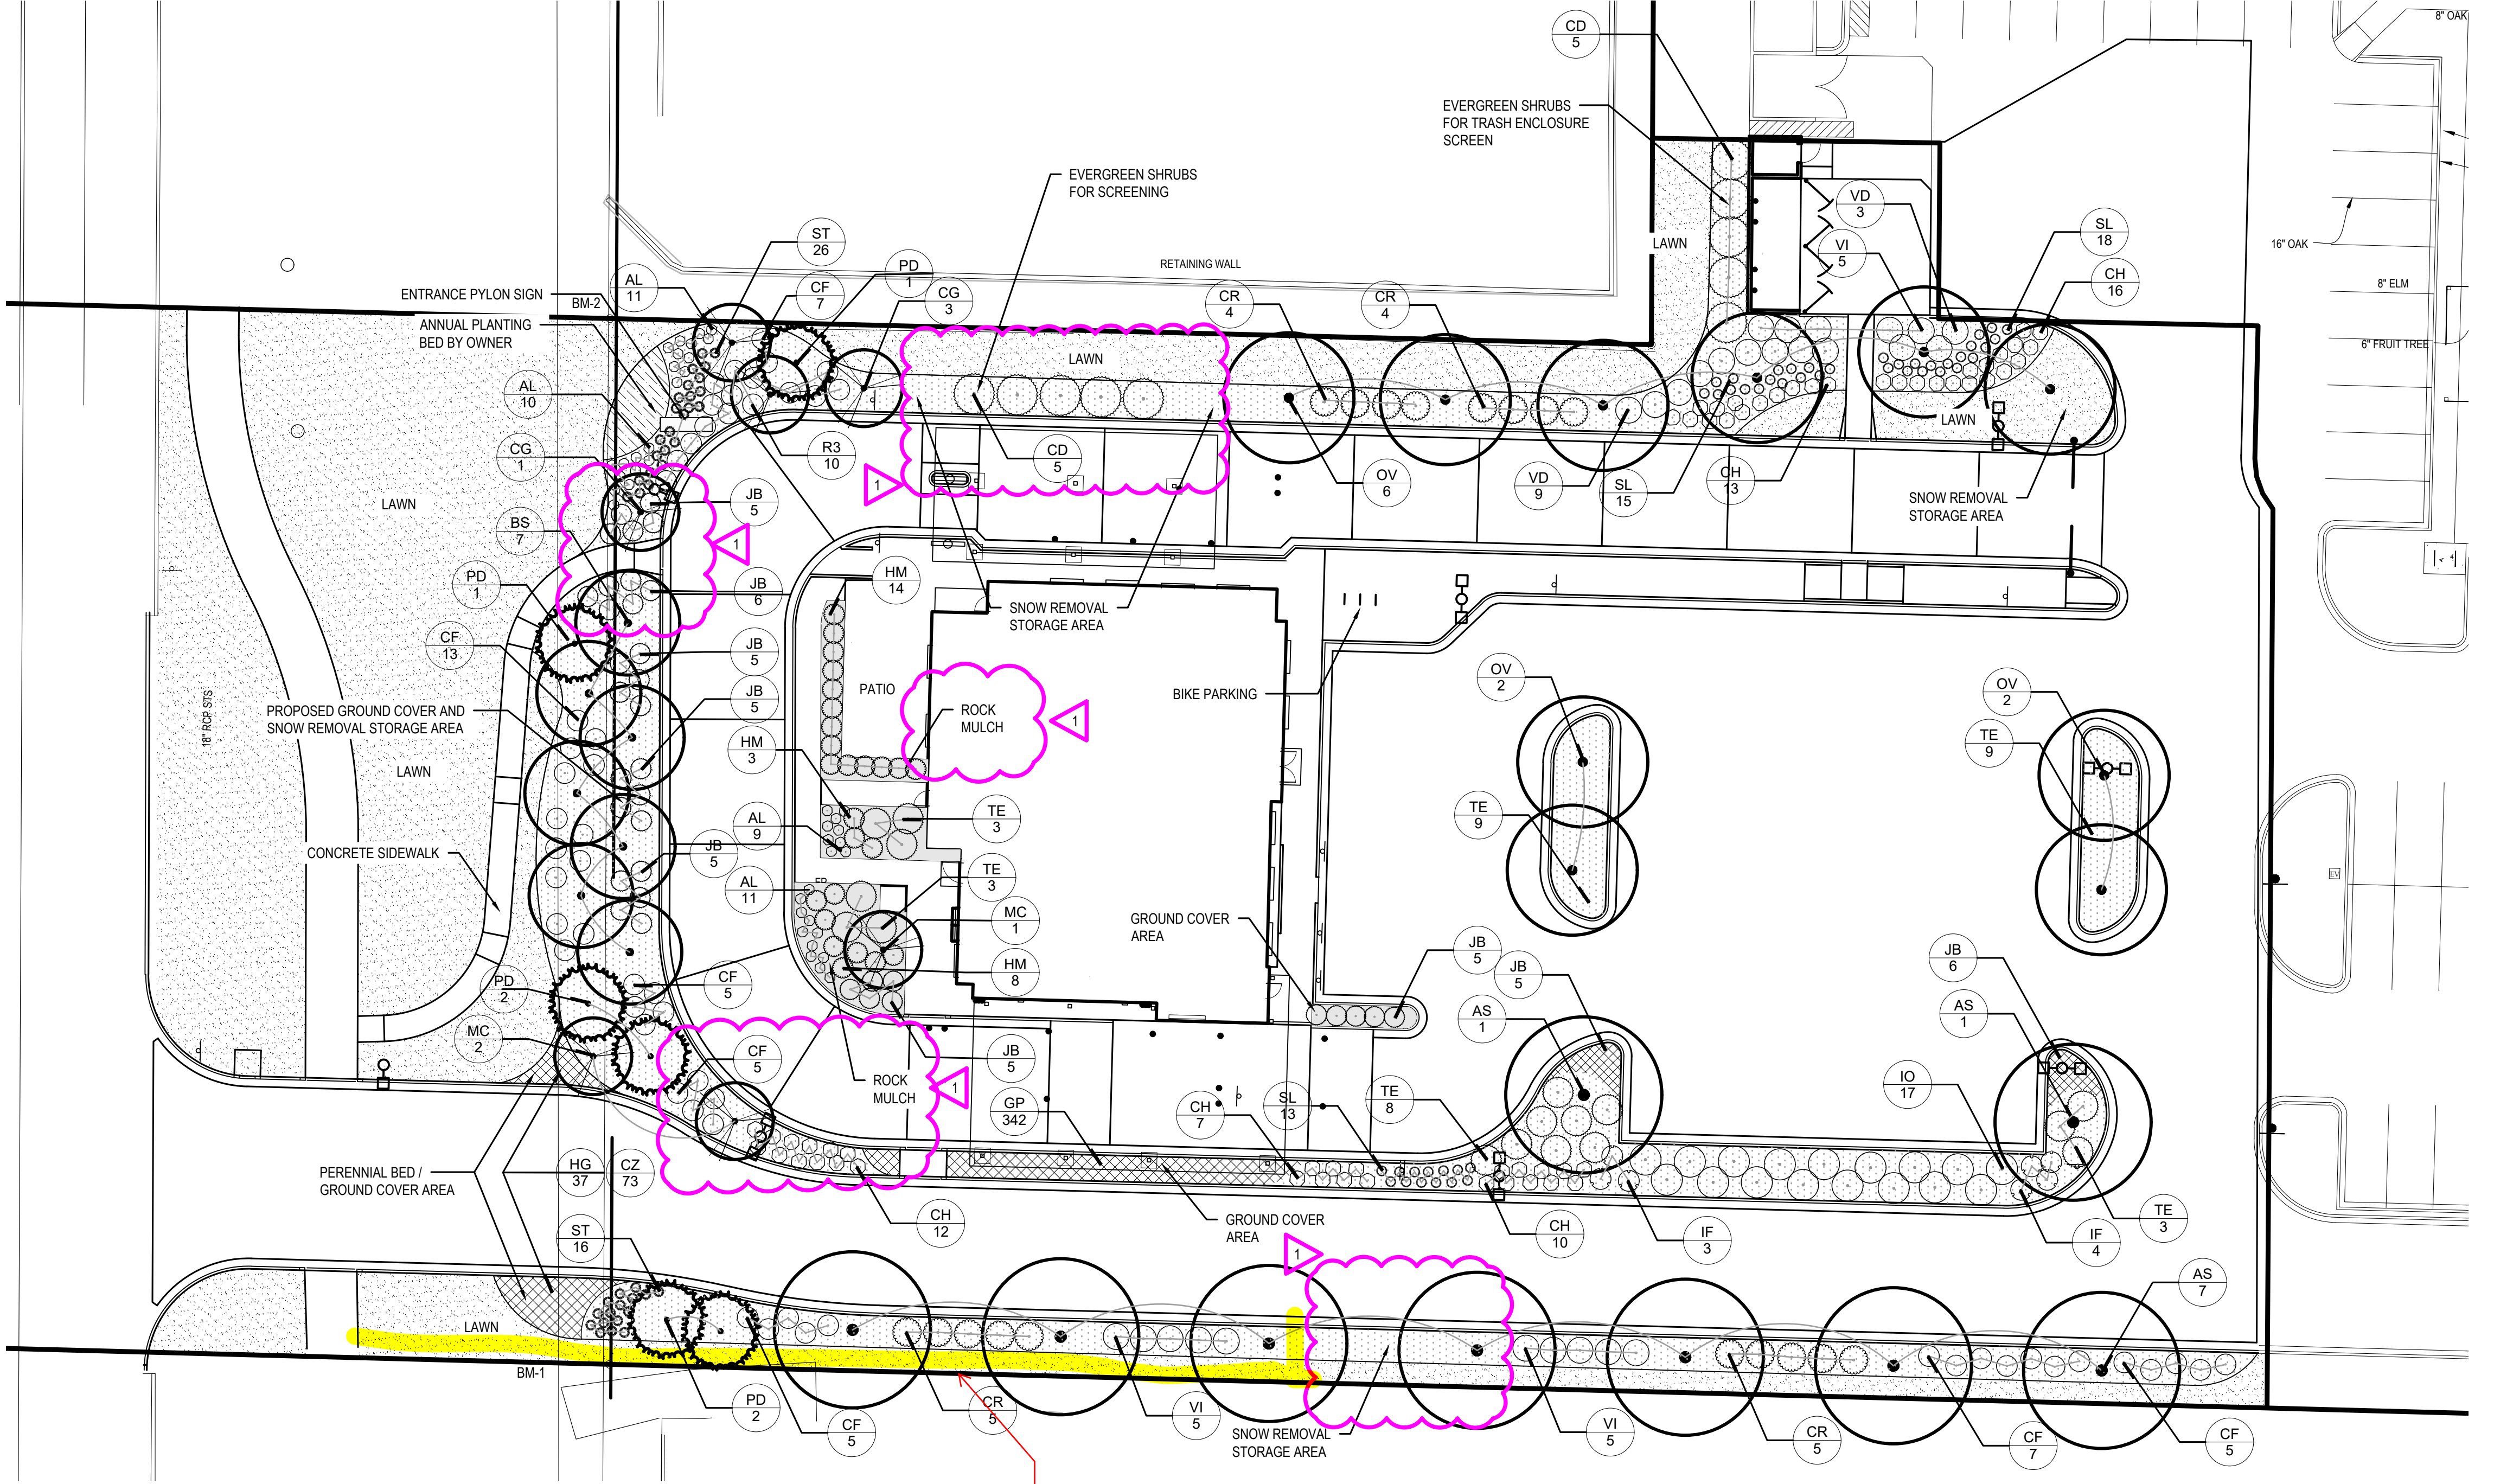 CD
5
8" OAK
EVERGREEN SHRUBS
FOR TRASH ENCLOSURE
SCREEN
EVERGREEN SHRUBS
FOR SCREENING
VD
3
SL
18
VI
5
LAWN
16" OAK
ST
26
PD
1
RETAINING WALL
CH
16
8" ELM
AL
11
CF
7
CG
3
CR
4
CR
4
ENTRANCE PYLON SIGN
BM-2
ANNUAL PLANTING
BED BY OWNER
6" FRUIT TREE
LAWN
AL
10
LAWN
CG
1
R3
10
CD
5
OV
6
VD
9
SL
15
CH
13
1
SNOW REMOVAL
STORAGE AREA
LAWN
JB
5
BS
7
1
4
PD
1
JB
6
HM
14
SNOW REMOVAL
STORAGE AREA
CF
13
JB
5
OV
2
OV
2
PATIO
BIKE PARKING
JB
5
18" RCP STS
PROPOSED GROUND COVER AND
SNOW REMOVAL STORAGE AREA
ROCK
MULCH
1
HM
3
TE
9
LAWN
TE
9
AL
9
TE
3
CONCRETE SIDEWALK
JB
5
AL
11
TE
3
EV
MC
1
GROUND COVER
AREA
JB
5
JB
5
JB
6
HM
8
CF
5
PD
2
AS
1
AS
1
MC
2
CF
5
JB
5
ROCK
MULCH
1
IO
17
GP
342
CH
7
SL
13
TE
8
PERENNIAL BED /
GROUND COVER AREA
HG
37
CZ
73
CH
12
GROUND COVER
AREA
CH
10
IF
3
IF
4
TE
3
ST
16
1
AS
7
LAWN
BM-1
PD
2
CF
5
CR
5
VI
5
SNOW REMOVAL
STORAGE AREA
VI
5
CR
5
CF
7
CF
5